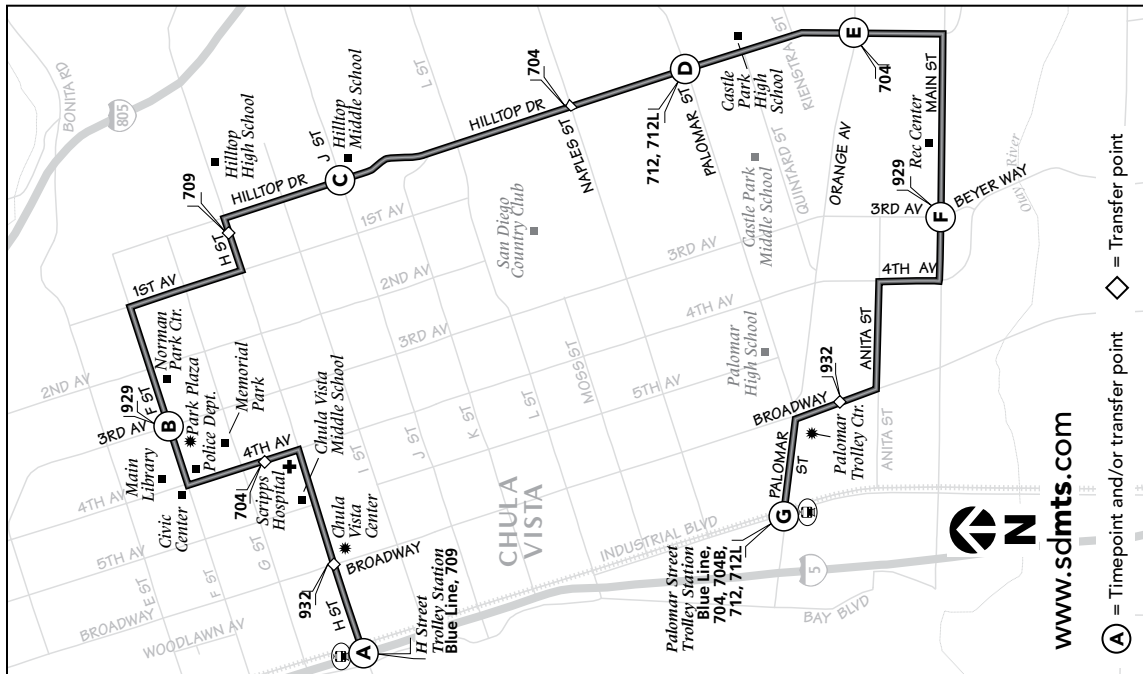 BONITA RD
805
L ST
J ST
Hilltop
High School
709
HILLTOP DR
C
Hilltop
Middle School
H ST
1ST AV
1ST AV
2ND AV
2ND AV
3RD AV
929
F ST
B
Norman
Park Ctr.
Park Plaza
Police Dept.
Memorial
Park
Main
Library
Civic
Center
4TH AV
4TH AV
704
Scripps
Hospital
Chula Vista
Middle School
5TH AV
G ST
E ST
F ST
BROADWAY
WOODLAWN AV
932
Chula
Vista
Center
BROADWAY
H ST
A
H Street
Trolley Station
Blue Line, 709
I ST
J ST
K ST
L ST
MOSS ST
3RD AV
CHULA
VISTA
San Diego
Country Club
HILLTOP DR
704
NAPLES ST
D
712, 712L
PALOMAR ST
Castle
Park
High
School
RIENSTRA ST
E
704
QUINTARD ST
Castle Park
Middle School
ORANGE AV
3RD AV
4TH AV
5TH AV
Palomar
High School
MAIN ST
Rec Center
929
3RD AV
F
BEYER WAY
Otay River
4TH AV
ANITA ST
ANITA ST
BROADWAY
932
Palomar
Trolley Ctr.
PALOMAR
ST
G
INDUSTRIAL BLVD
Palomar Street
Trolley Station
Blue Line,
704, 704B,
712, 712L
5
BAY BLVD
N
www.sdmts.com
A = Timepoint and/or transfer point
= Transfer point